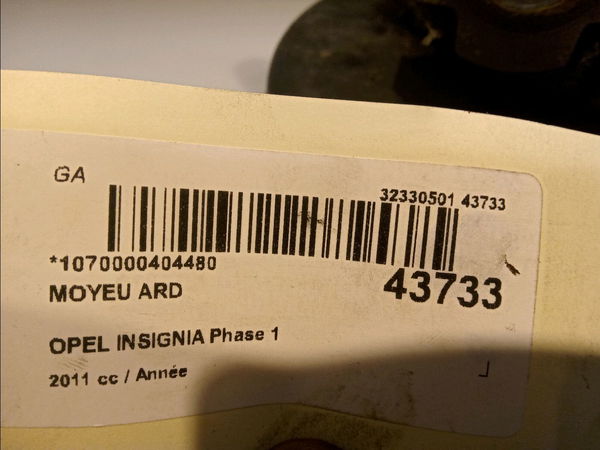 GA
32330501 43733
*1070000404480
43733
MOYEU ARD
OPEL INSIGNIA Phase 1
2011 cc / Année